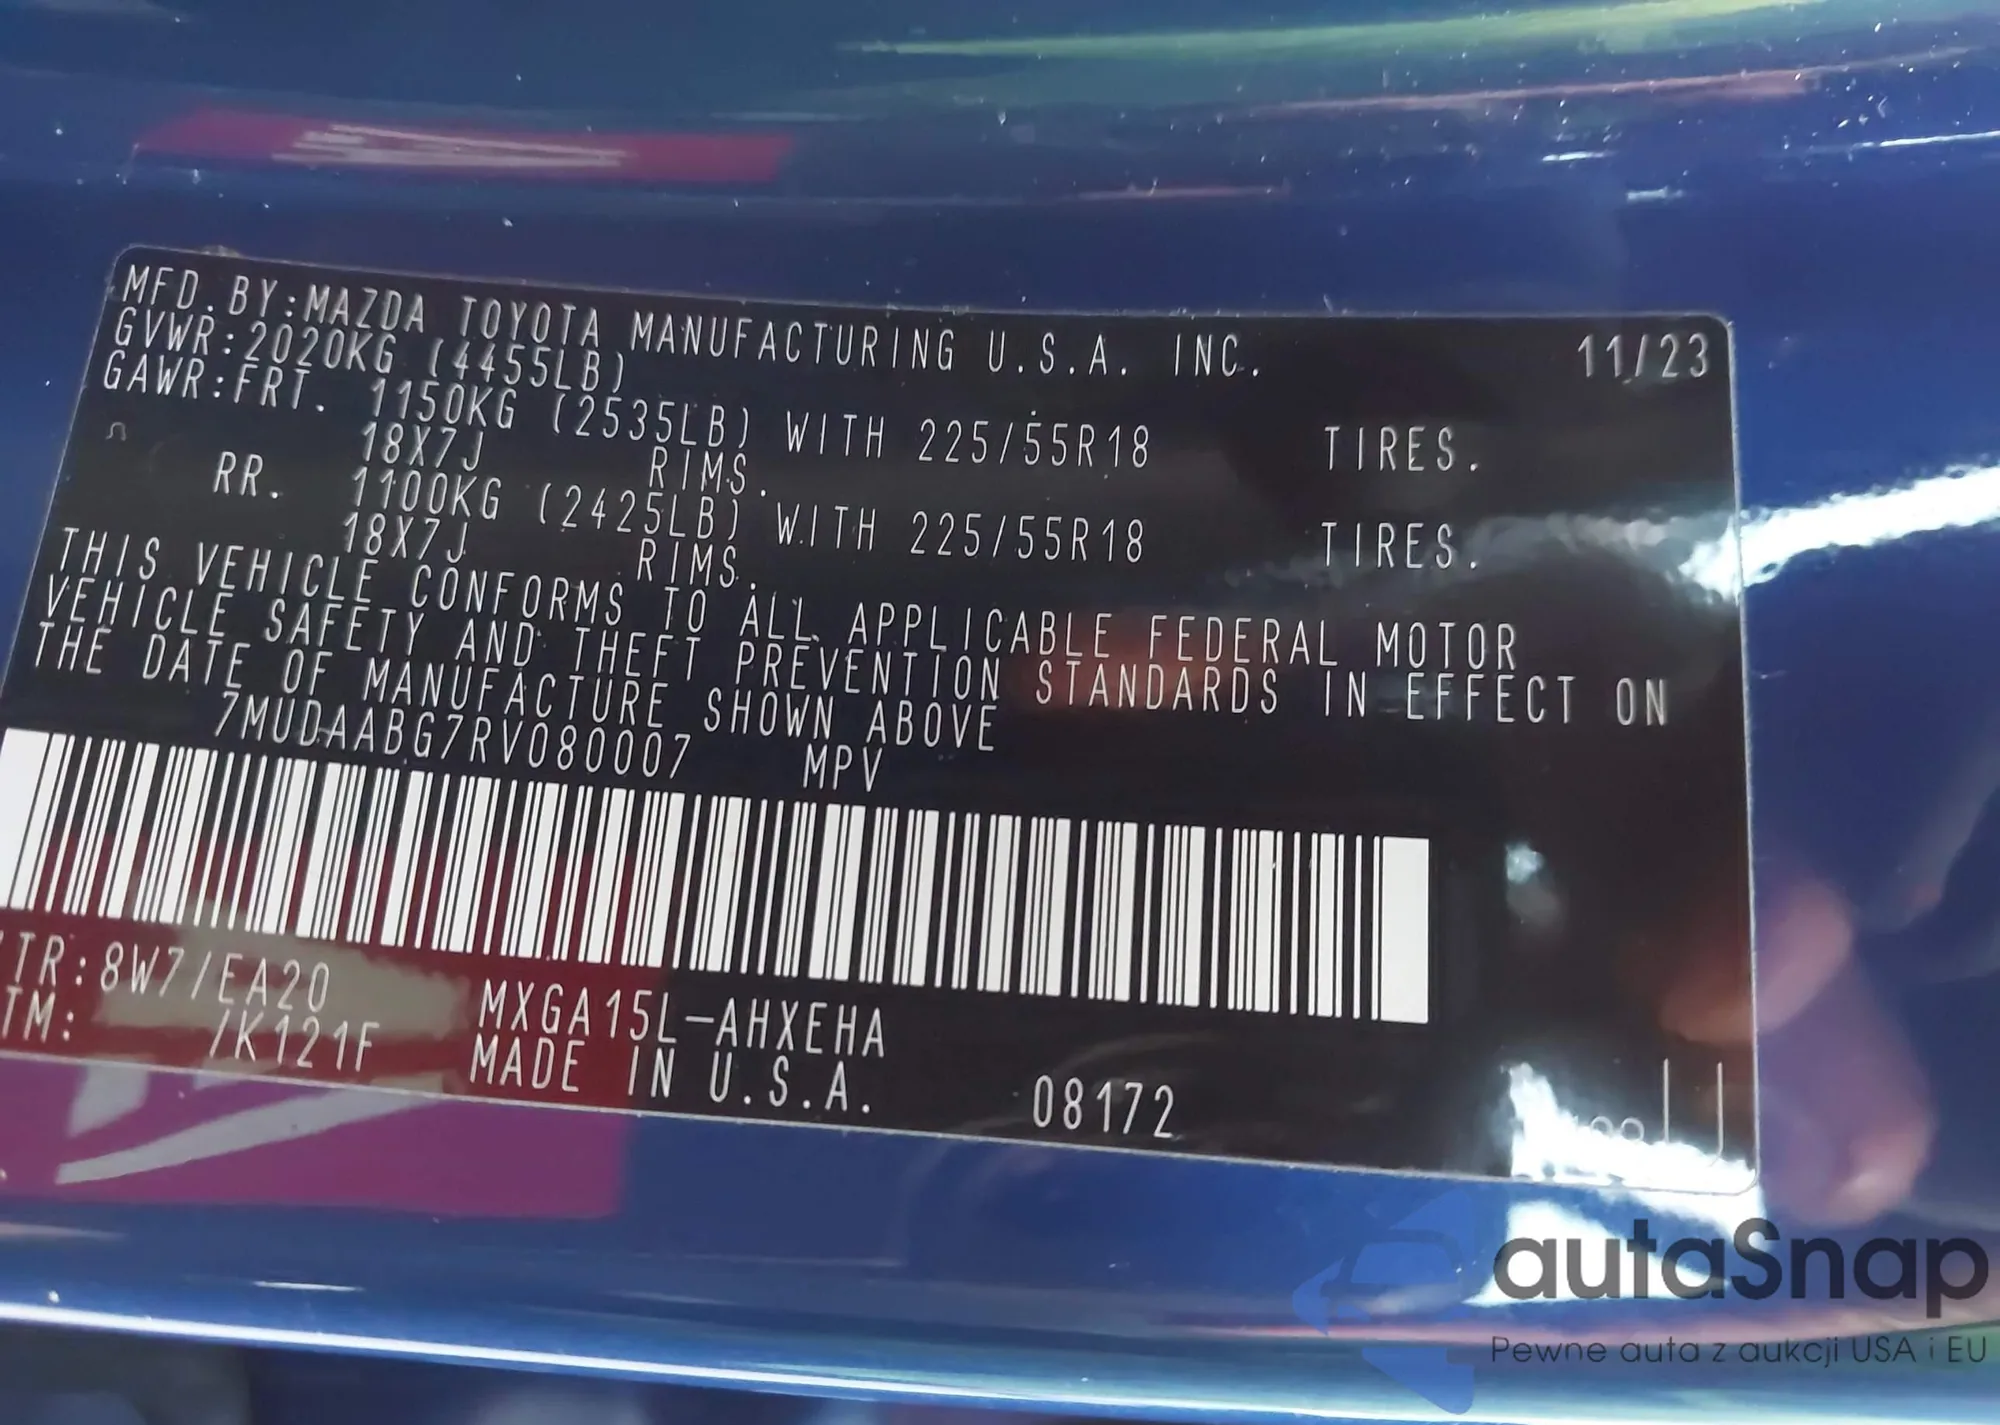 MFD. BY:MAZDA TOYOTA MANUFACTURING U.S.A. INC. 11/23
GVWR:2020KG (4455LB)
GAWR:FRT. 1150KG (2535LB) WITH 225/55R18 TIRES.
18X7J RIMS.
RR. 1100KG (2425LB) WITH 225/55R18 TIRES.
18X7J RIMS.
THIS VEHICLE CONFORMS TO ALL APPLICABLE FEDERAL MOTOR
VEHICLE SAFETY AND THEFT PREVENTION STANDARDS IN EFFECT ON
THE DATE OF MANUFACTURE SHOWN ABOVE
7MUDAABG7RV080007 MPV
/TR:8W7/EA20 MXGA15L-AHXEHA
TM: /K121F MADE IN U.S.A. 08172
autaSnap
Pewne auta z aukcji USA i EU